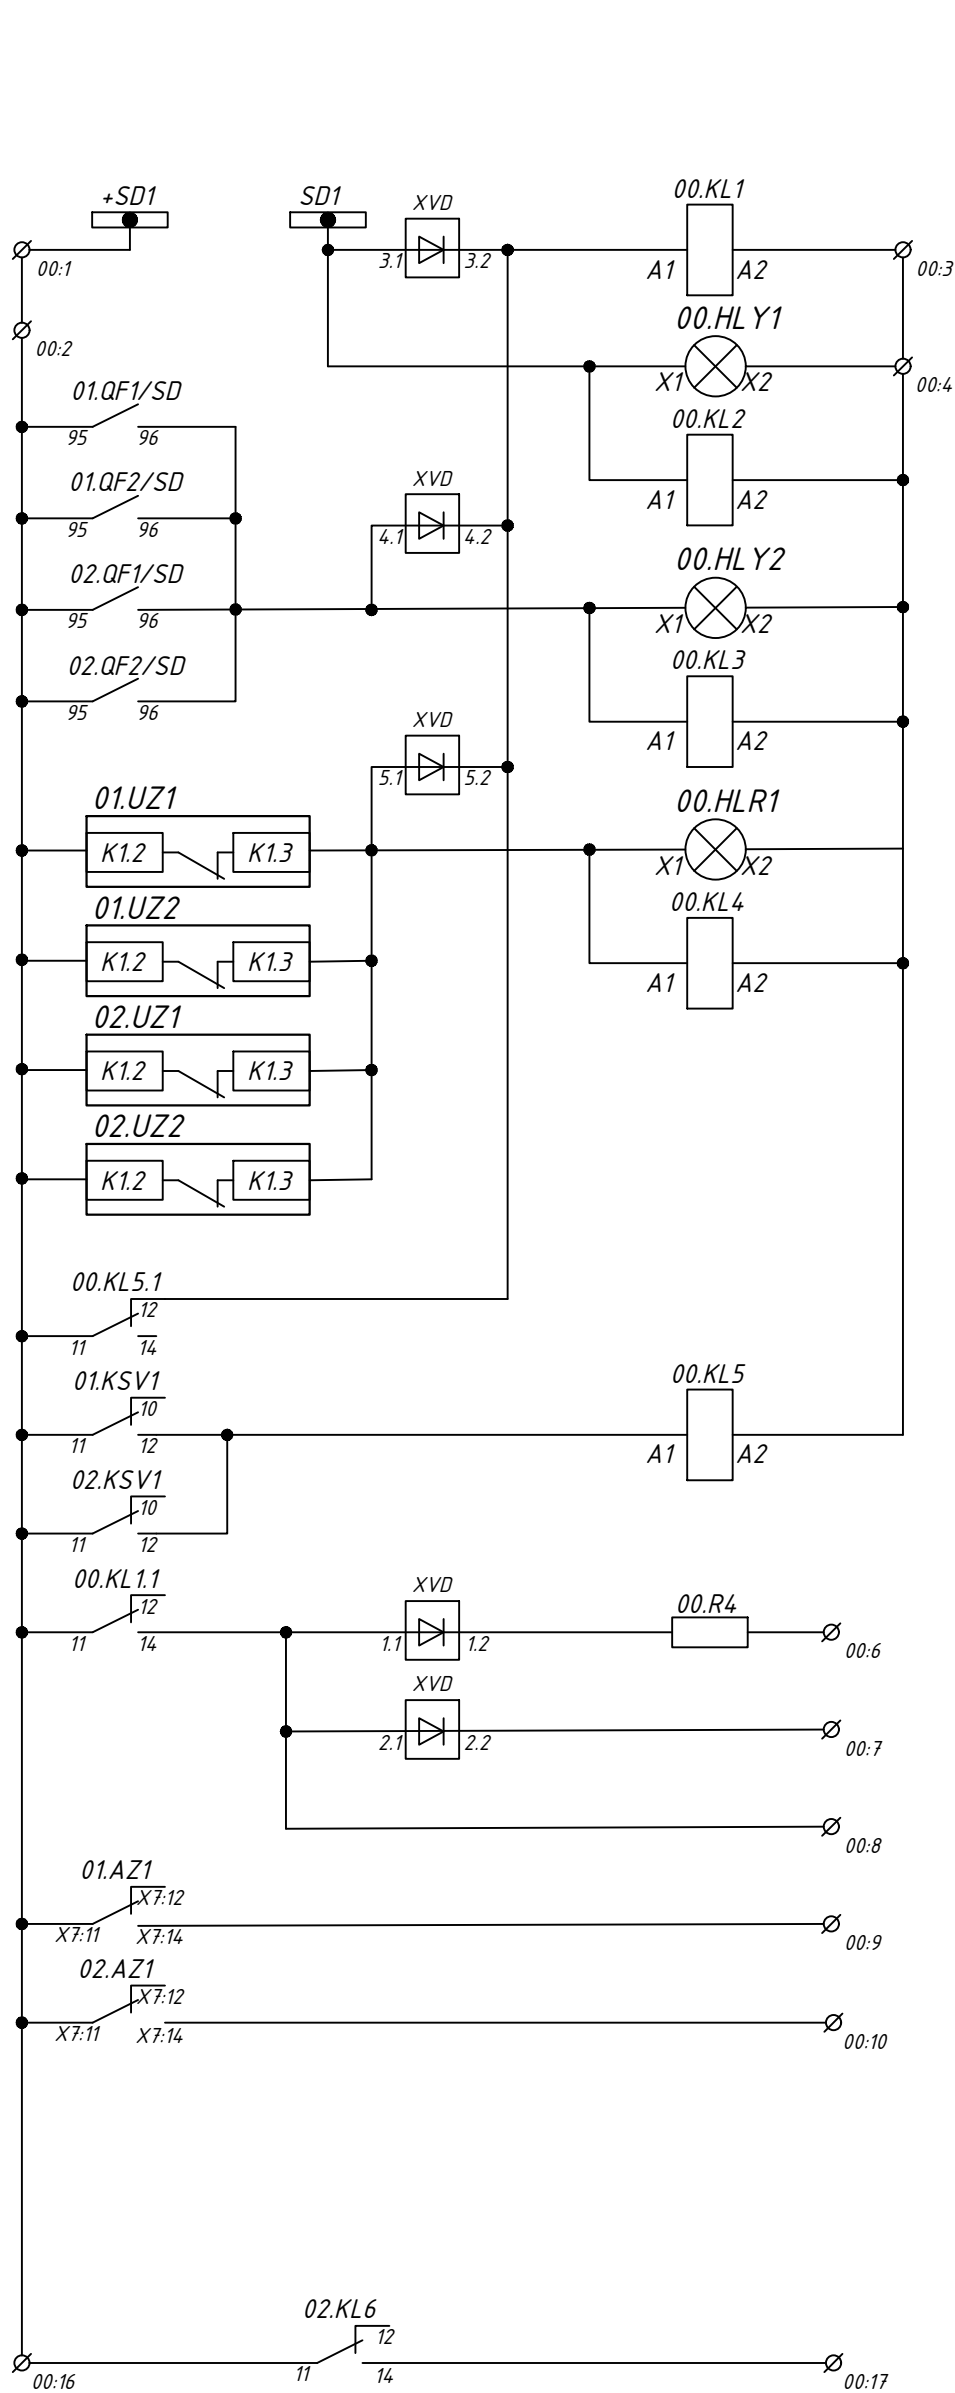 +SD1
SD1
XVD
00.KL1
00:1
3.1
3.2
A1
A2
00:3
00:2
00.HLY1
X1
X2
00:4
01.QF1/SD
95
96
00.KL2
A1
A2
01.QF2/SD
95
96
XVD
4.1
4.2
00.HLY2
02.QF1/SD
95
96
X1
X2
02.QF2/SD
95
96
00.KL3
A1
A2
XVD
5.1
5.2
01.UZ1
K1.2
K1.3
00.HLR1
X1
X2
01.UZ2
K1.2
K1.3
00.KL4
A1
A2
02.UZ1
K1.2
K1.3
02.UZ2
K1.2
K1.3
00.KL5.1
12
11
14
01.KSV1
10
11
12
00.KL5
A1
A2
02.KSV1
10
11
12
00.KL1.1
12
11
14
XVD
1.1
1.2
00.R4
00:6
XVD
2.1
2.2
00:7
00:8
01.AZ1
X7:12
X7:11
X7:14
00:9
02.AZ1
X7:12
X7:11
X7:14
00:10
02.KL6
12
11
14
00:16
00:17